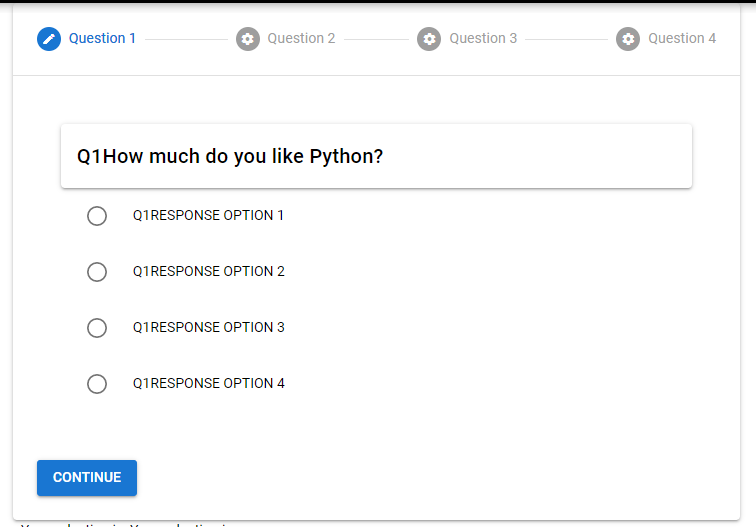 Question 1 Question 2 Question 3 Question 4
Q1How much do you like Python?
Q1RESPONSE OPTION 1
Q1RESPONSE OPTION 2
Q1RESPONSE OPTION 3
Q1RESPONSE OPTION 4
CONTINUE